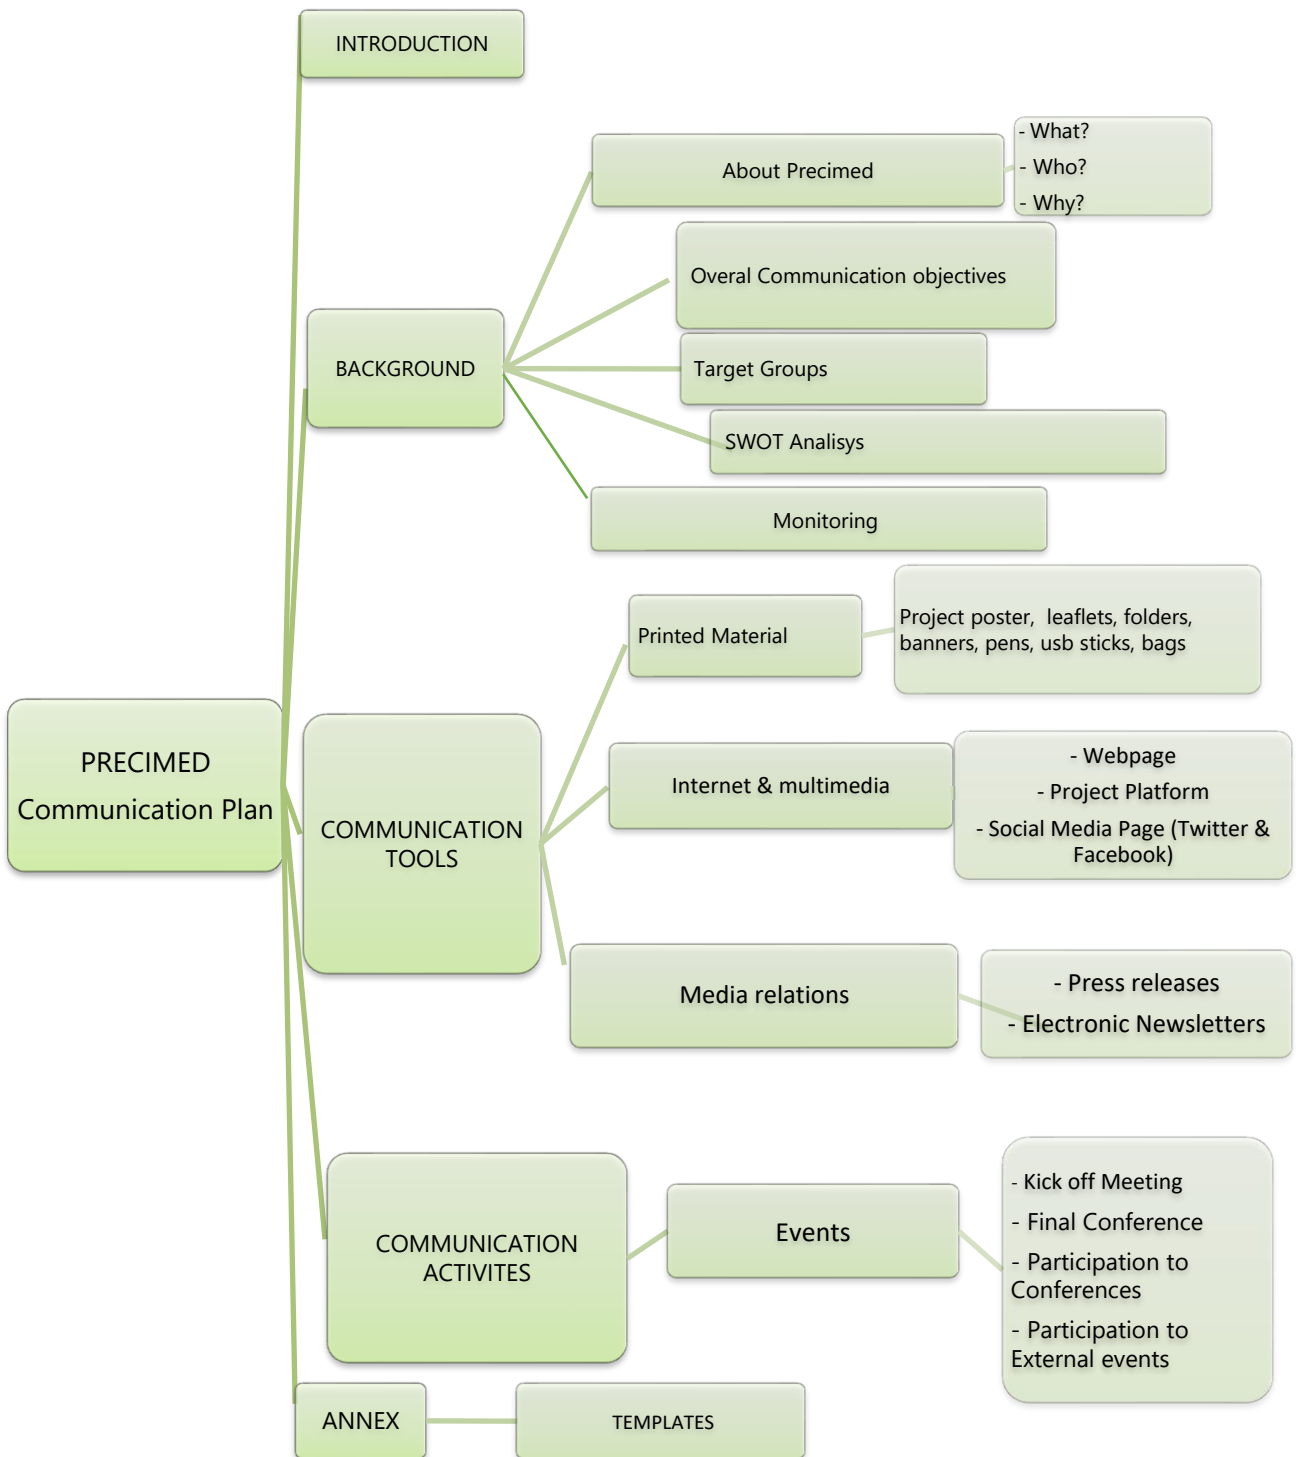 INTRODUCTION
About Precimed
- What?
- Who?
- Why?
Overal Communication objectives
BACKGROUND
Target Groups
SWOT Analisys
Monitoring
Printed Material
Project poster, leaflets, folders,
banners, pens, usb sticks, bags
PRECIMED
Communication Plan
COMMUNICATION
TOOLS
Internet & multimedia
- Webpage
- Project Platform
- Social Media Page (Twitter &
Facebook)
Media relations
- Press releases
- Electronic Newsletters
COMMUNICATION
ACTIVITES
Events
- Kick off Meeting
- Final Conference
- Participation to
Conferences
- Participation to
External events
ANNEX
TEMPLATES